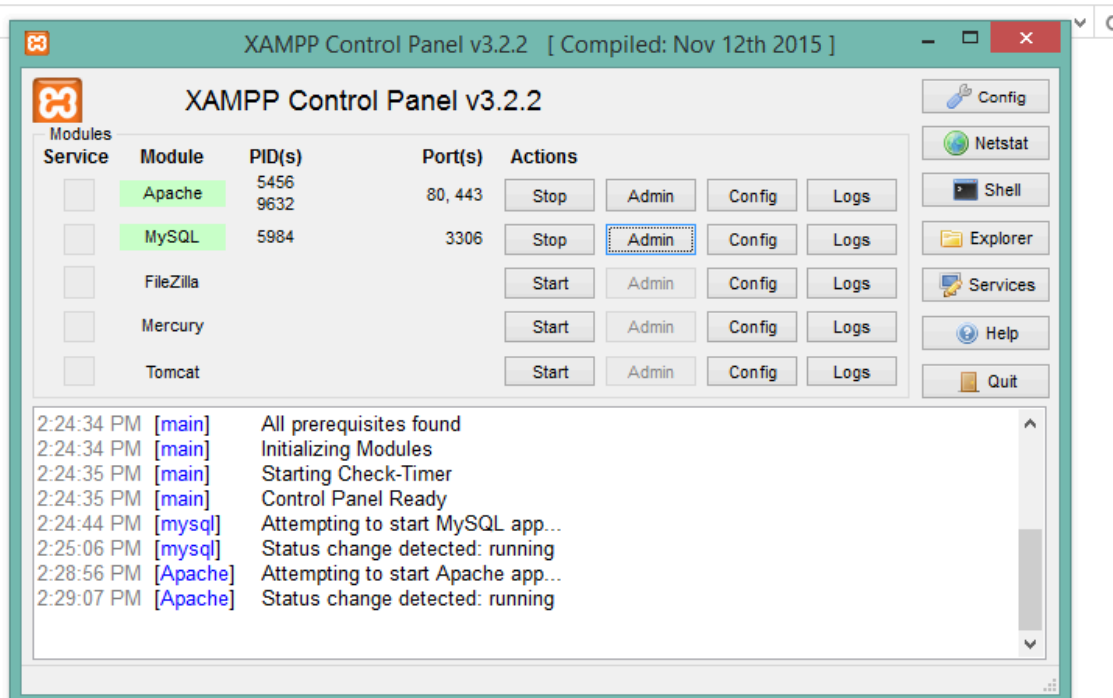 XAMPP Control Panel v3.2.2 [ Compiled: Nov 12th 2015 ]
XAMPP Control Panel v3.2.2
Config
Modules
Netstat
Service Module PID(s) Port(s) Actions
Apache 5456 9632 80, 443 Stop Admin Config Logs
Shell
MySQL 5984 3306 Stop Admin Config Logs
Explorer
FileZilla Start Admin Config Logs
Services
Mercury Start Admin Config Logs
Help
Tomcat Start Admin Config Logs
Quit
2:24:34 PM [main] All prerequisites found
2:24:34 PM [main] Initializing Modules
2:24:35 PM [main] Starting Check-Timer
2:24:35 PM [main] Control Panel Ready
2:24:44 PM [mysql] Attempting to start MySQL app...
2:25:06 PM [mysql] Status change detected: running
2:28:56 PM [Apache] Attempting to start Apache app...
2:29:07 PM [Apache] Status change detected: running